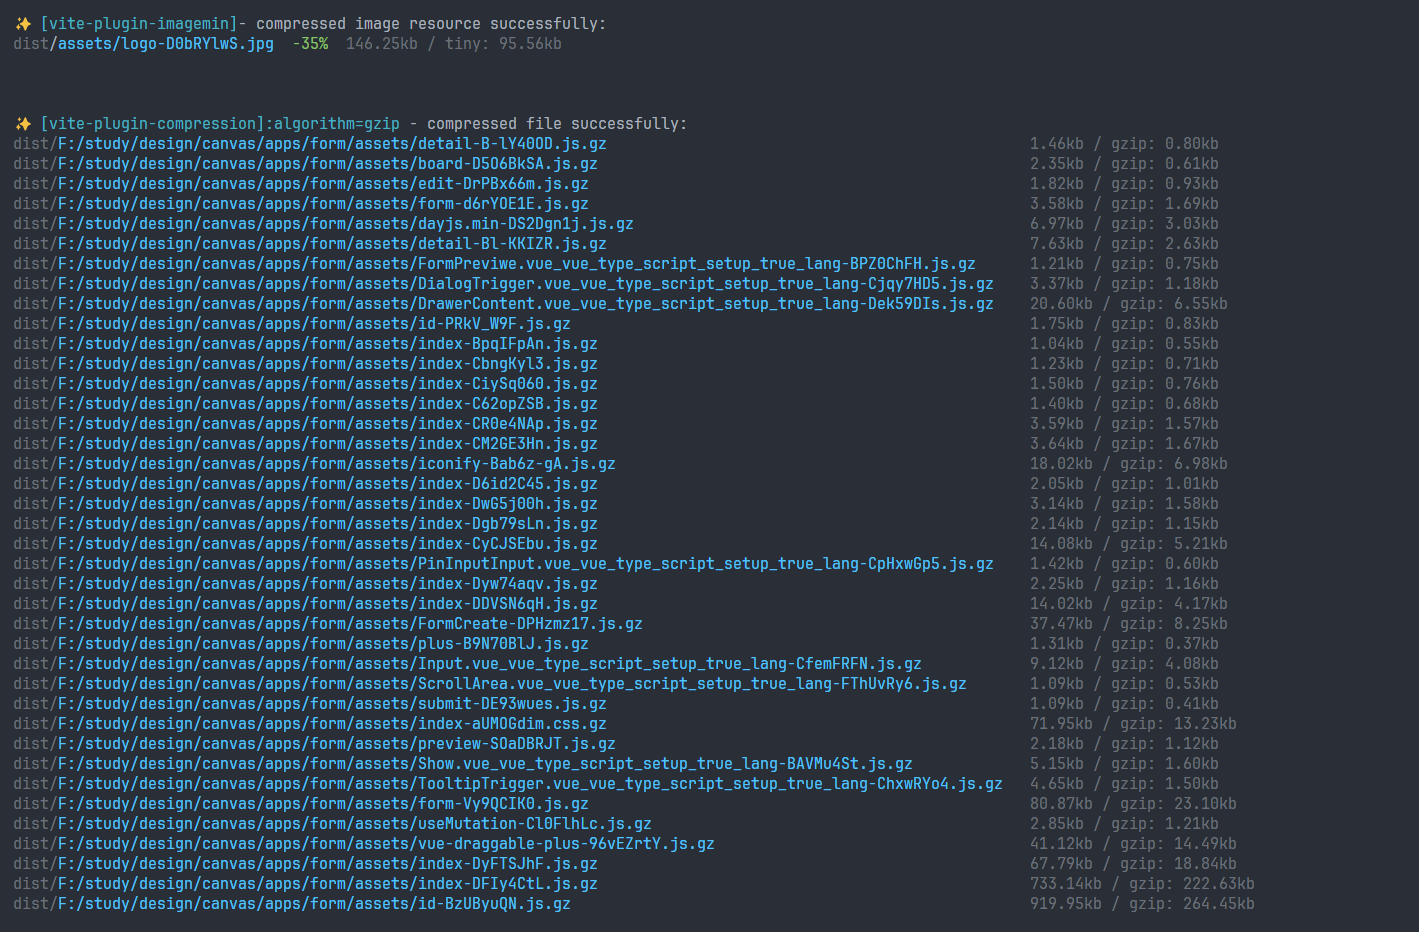 ✨ [vite-plugin-imagemin]- compressed image resource successfully:
dist/assets/logo-D0bRYlwS.jpg  -35%  146.25kb / tiny: 95.56kb
✨ [vite-plugin-compression]:algorithm=gzip - compressed file successfully:
dist/F:/study/design/canvas/apps/form/assets/detail-B-lY40OD.js.gz 1.46kb / gzip: 0.80kb
dist/F:/study/design/canvas/apps/form/assets/board-D5O6BkSA.js.gz 2.35kb / gzip: 0.61kb
dist/F:/study/design/canvas/apps/form/assets/edit-DrPBx66m.js.gz 1.82kb / gzip: 0.93kb
dist/F:/study/design/canvas/apps/form/assets/form-d6rYOE1E.js.gz 3.58kb / gzip: 1.69kb
dist/F:/study/design/canvas/apps/form/assets/dayjs.min-DS2Dgn1j.js.gz 6.97kb / gzip: 3.03kb
dist/F:/study/design/canvas/apps/form/assets/detail-Bl-KKIZR.js.gz 7.63kb / gzip: 2.63kb
dist/F:/study/design/canvas/apps/form/assets/FormPreviwe.vue_vue_type_script_setup_true_lang-BPZ0ChFH.js.gz 1.21kb / gzip: 0.75kb
dist/F:/study/design/canvas/apps/form/assets/DialogTrigger.vue_vue_type_script_setup_true_lang-Cjqy7HD5.js.gz 3.37kb / gzip: 1.18kb
dist/F:/study/design/canvas/apps/form/assets/DrawerContent.vue_vue_type_script_setup_true_lang-Dek59DIs.js.gz 20.60kb / gzip: 6.55kb
dist/F:/study/design/canvas/apps/form/assets/id-PRkV_W9F.js.gz 1.75kb / gzip: 0.83kb
dist/F:/study/design/canvas/apps/form/assets/index-BpqIFpAn.js.gz 1.04kb / gzip: 0.55kb
dist/F:/study/design/canvas/apps/form/assets/index-CbngKyl3.js.gz 1.23kb / gzip: 0.71kb
dist/F:/study/design/canvas/apps/form/assets/index-CiySq060.js.gz 1.50kb / gzip: 0.76kb
dist/F:/study/design/canvas/apps/form/assets/index-C62opZSB.js.gz 1.40kb / gzip: 0.68kb
dist/F:/study/design/canvas/apps/form/assets/index-CR0e4NAp.js.gz 3.59kb / gzip: 1.57kb
dist/F:/study/design/canvas/apps/form/assets/index-CM2GE3Hn.js.gz 3.64kb / gzip: 1.67kb
dist/F:/study/design/canvas/apps/form/assets/iconify-Bab6z-gA.js.gz 18.02kb / gzip: 6.98kb
dist/F:/study/design/canvas/apps/form/assets/index-D6id2C45.js.gz 2.05kb / gzip: 1.01kb
dist/F:/study/design/canvas/apps/form/assets/index-DwG5j00h.js.gz 3.14kb / gzip: 1.58kb
dist/F:/study/design/canvas/apps/form/assets/index-Dgb79sLn.js.gz 2.14kb / gzip: 1.15kb
dist/F:/study/design/canvas/apps/form/assets/index-CyCJSEbu.js.gz 14.08kb / gzip: 5.21kb
dist/F:/study/design/canvas/apps/form/assets/PinInputInput.vue_vue_type_script_setup_true_lang-CpHxwGp5.js.gz 1.42kb / gzip: 0.60kb
dist/F:/study/design/canvas/apps/form/assets/index-Dyw74aqv.js.gz 2.25kb / gzip: 1.16kb
dist/F:/study/design/canvas/apps/form/assets/index-DDVSN6qH.js.gz 14.02kb / gzip: 4.17kb
dist/F:/study/design/canvas/apps/form/assets/FormCreate-DPHzmz17.js.gz 37.47kb / gzip: 8.25kb
dist/F:/study/design/canvas/apps/form/assets/plus-B9N70BlJ.js.gz 1.31kb / gzip: 0.37kb
dist/F:/study/design/canvas/apps/form/assets/Input.vue_vue_type_script_setup_true_lang-CfemFRFN.js.gz 9.12kb / gzip: 4.08kb
dist/F:/study/design/canvas/apps/form/assets/ScrollArea.vue_vue_type_script_setup_true_lang-FThUvRy6.js.gz 1.09kb / gzip: 0.53kb
dist/F:/study/design/canvas/apps/form/assets/submit-DE93wues.js.gz 1.09kb / gzip: 0.41kb
dist/F:/study/design/canvas/apps/form/assets/index-aUMOGdim.css.gz 71.95kb / gzip: 13.23kb
dist/F:/study/design/canvas/apps/form/assets/preview-SOaDBRJT.js.gz 2.18kb / gzip: 1.12kb
dist/F:/study/design/canvas/apps/form/assets/Show.vue_vue_type_script_setup_true_lang-BAVMu4St.js.gz 5.15kb / gzip: 1.60kb
dist/F:/study/design/canvas/apps/form/assets/TooltipTrigger.vue_vue_type_script_setup_true_lang-ChxwRYo4.js.gz 4.65kb / gzip: 1.50kb
dist/F:/study/design/canvas/apps/form/assets/form-Vy9QCIK0.js.gz 80.87kb / gzip: 23.10kb
dist/F:/study/design/canvas/apps/form/assets/useMutation-Cl0FlhLc.js.gz 2.85kb / gzip: 1.21kb
dist/F:/study/design/canvas/apps/form/assets/vue-draggable-plus-96vEZrtY.js.gz 41.12kb / gzip: 14.49kb
dist/F:/study/design/canvas/apps/form/assets/index-DyFTSJhF.js.gz 67.79kb / gzip: 18.84kb
dist/F:/study/design/canvas/apps/form/assets/index-DFIy4CtL.js.gz 733.14kb / gzip: 222.63kb
dist/F:/study/design/canvas/apps/form/assets/id-BzUByuQN.js.gz 919.95kb / gzip: 264.45kb